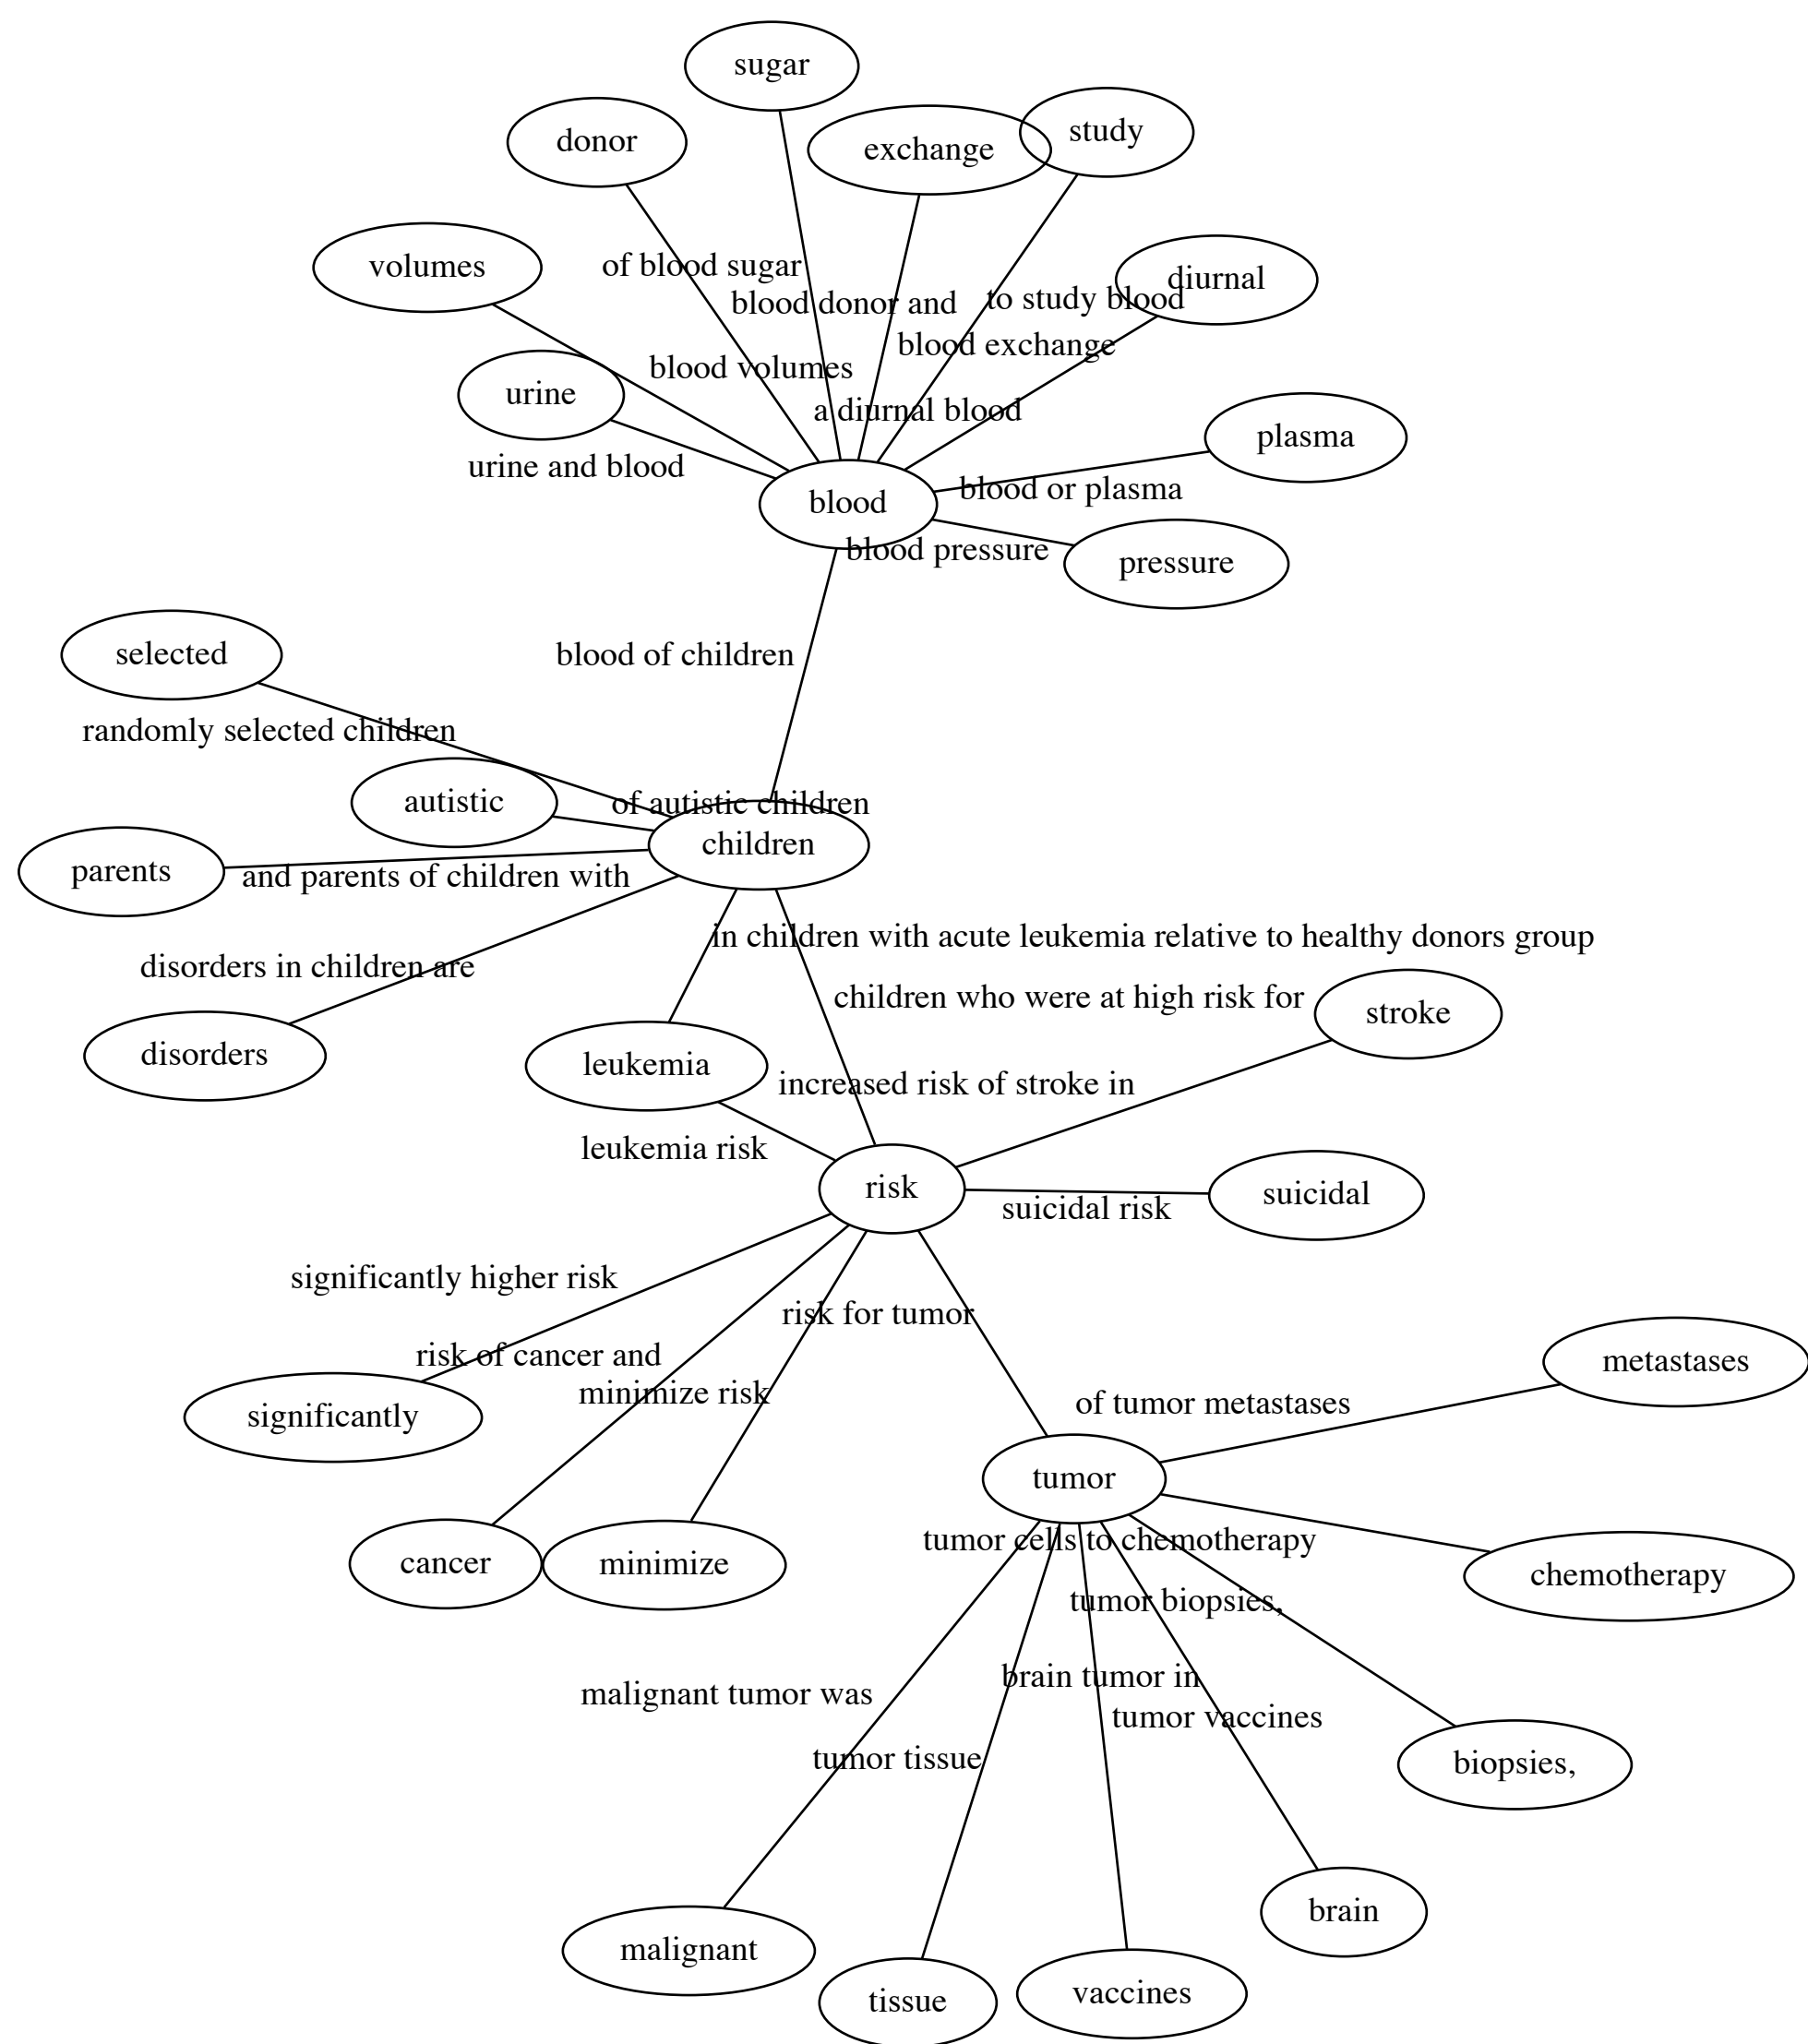 sugar
study
donor
exchange
volumes
of blood sugar
diurnal
blood donor and
to study blood
blood exchange
blood volumes
urine
a diurnal blood
plasma
urine and blood
blood or plasma
blood
blood pressure
pressure
selected
blood of children
randomly selected children
autistic
of autistic children
children
parents
and parents of children with
in children with acute leukemia relative to healthy donors group
disorders in children are
children who were at high risk for
stroke
disorders
leukemia
increased risk of stroke in
leukemia risk
risk
suicidal
suicidal risk
significantly higher risk
risk for tumor
risk of cancer and
metastases
minimize risk
of tumor metastases
significantly
tumor
tumor cells to chemotherapy
cancer
minimize
chemotherapy
tumor biopsies,
brain tumor in
malignant tumor was
tumor vaccines
tumor tissue
biopsies,
brain
malignant
vaccines
tissue